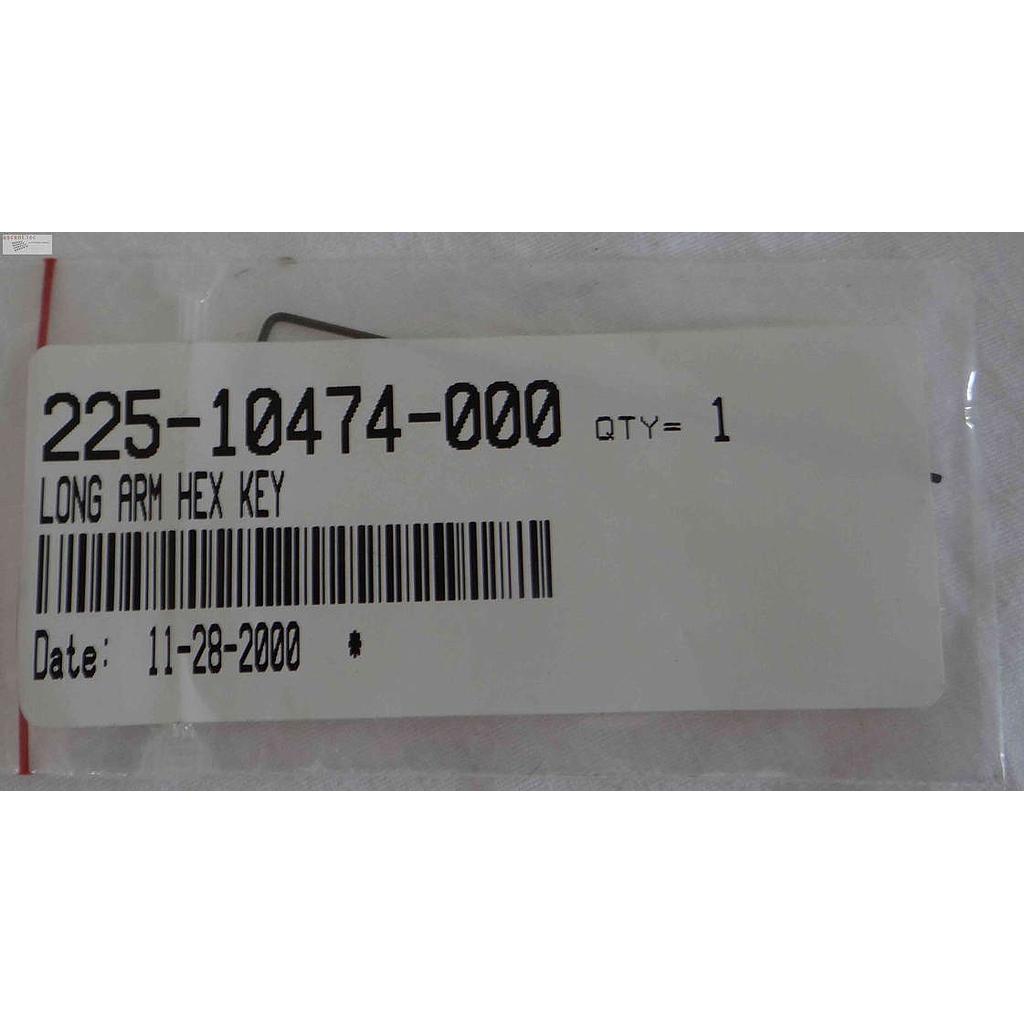 225-10474-000 QTY= 1
LONG ARM HEX KEY
Date: 11-28-2000 *